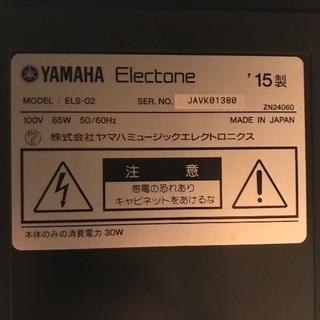 YAMAHA Electone '15製
MODEL : ELS-02 SER. NO. JAVK01380
ZN24060
100V 65W 50/60Hz MADE IN JAPAN
株式会社ヤマハミュージックエレクトロニクス
注意
感電の恐れあり
キャビネットをあけるな
本体のみの消費電力 30W